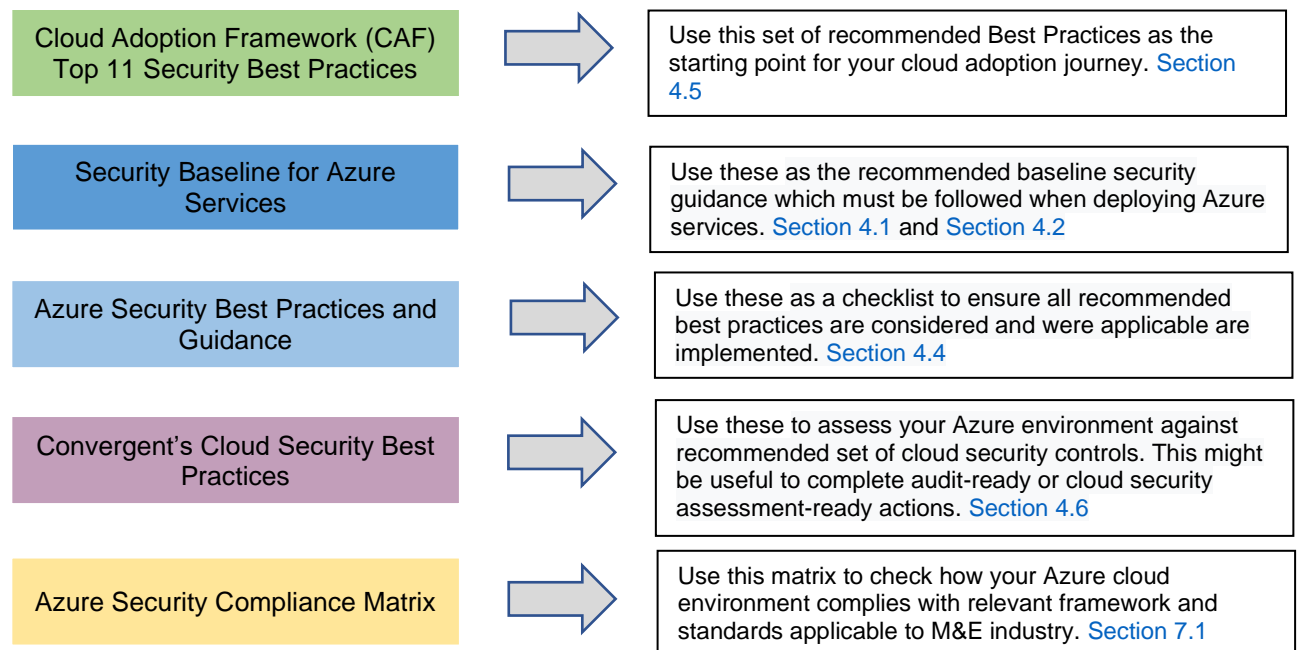 Cloud Adoption Framework (CAF)
Top 11 Security Best Practices
Use this set of recommended Best Practices as the
starting point for your cloud adoption journey. Section
4.5
Security Baseline for Azure
Services
Use these as the recommended baseline security
guidance which must be followed when deploying Azure
services. Section 4.1 and Section 4.2
Azure Security Best Practices and
Guidance
Use these as a checklist to ensure all recommended
best practices are considered and were applicable are
implemented. Section 4.4
Convergent's Cloud Security Best
Practices
Use these to assess your Azure environment against
recommended set of cloud security controls. This might
be useful to complete audit-ready or cloud security
assessment-ready actions. Section 4.6
Azure Security Compliance Matrix
Use this matrix to check how your Azure cloud
environment complies with relevant framework and
standards applicable to M&E industry. Section 7.1